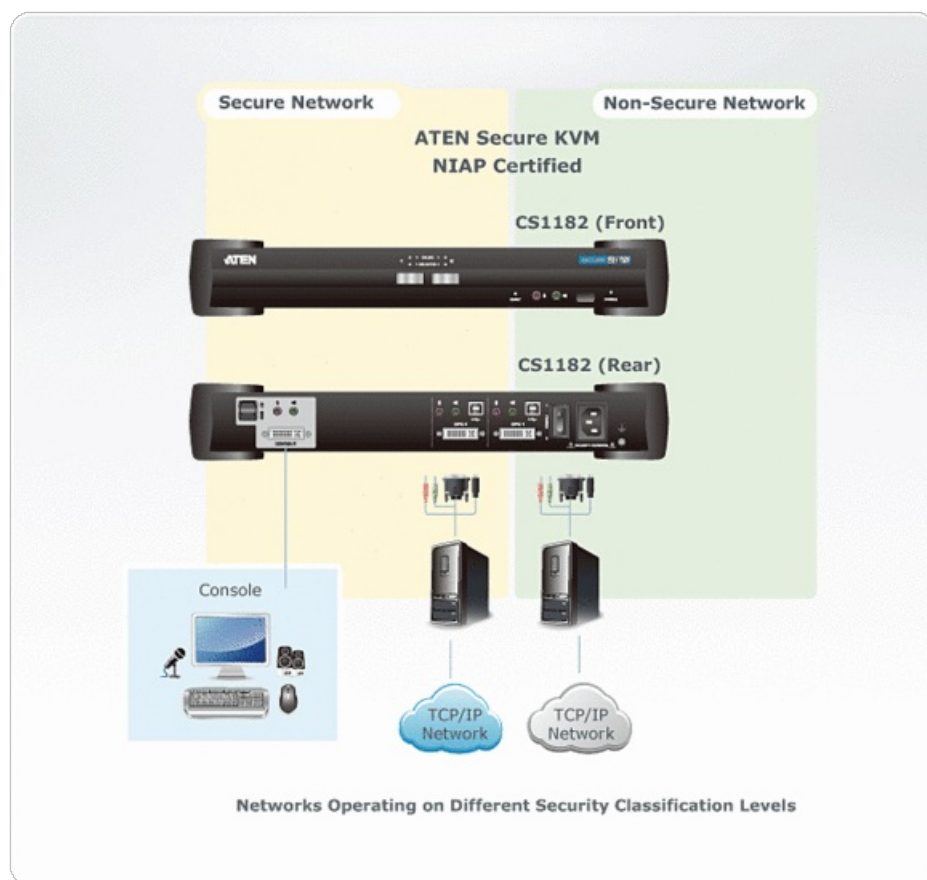 Secure Network
Non-Secure Network
ATEN Secure KVM
NIAP Certified
CS1182 (Front)
ATEN
CS1182 (Rear)
Console
TCP/IP
Network
TCP/IP
Network
Networks Operating on Different Security Classification Levels